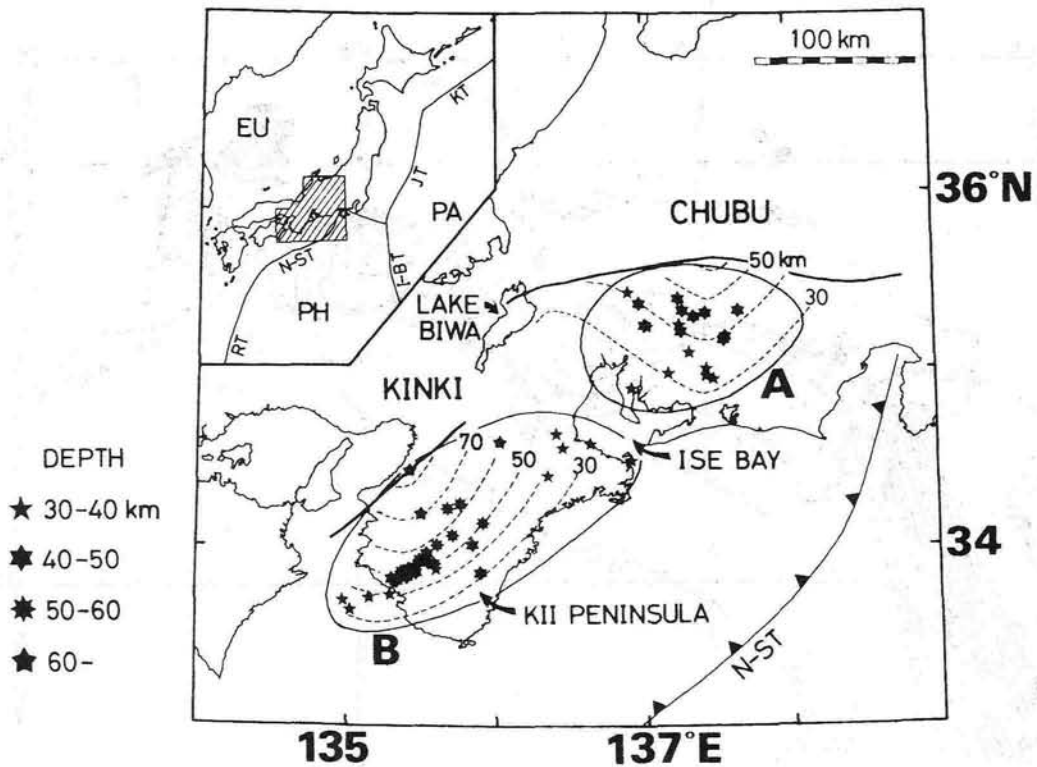 100 km
EU
KT
JT
PA
N-ST
I-BT
PH
RT
36°N
CHUBU
50 km
30
LAKE
BIWA
KINKI
A
70
50
30
ISE BAY
DEPTH
30-40 km
40-50
50-60
60-
34
KII PENINSULA
B
N-ST
135
137°E